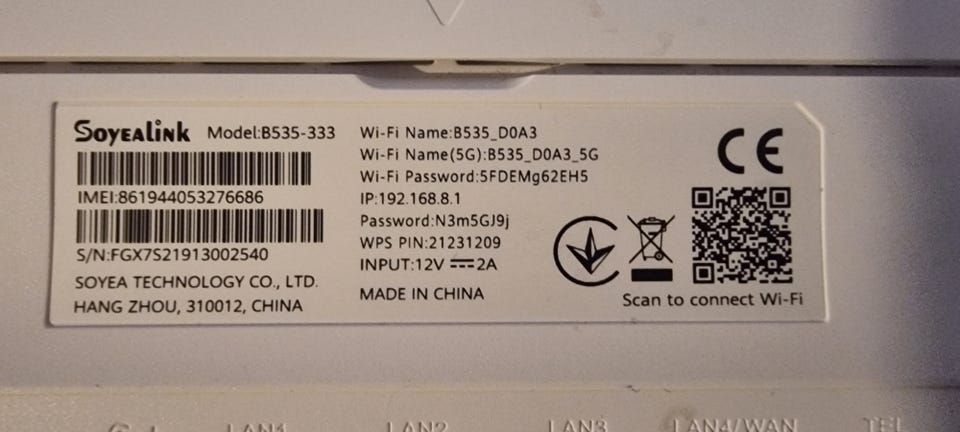 SOYEALINK Model:B535-333
IMEI:861944053276686
S/N:FGX7S21913002540
SOYEA TECHNOLOGY CO., LTD.
HANG ZHOU, 310012, CHINA
Wi-Fi Name:B535_D0A3
Wi-Fi Name(5G):B535_D0A3_5G
Wi-Fi Password:5FDEMg62EH5
IP:192.168.8.1
Password:N3m5GJ9j
WPS PIN:21231209
INPUT:12V 2A
MADE IN CHINA
CE
Scan to connect Wi-Fi
LAN1 LAN2 LAN3 LAN4/WAN TEL